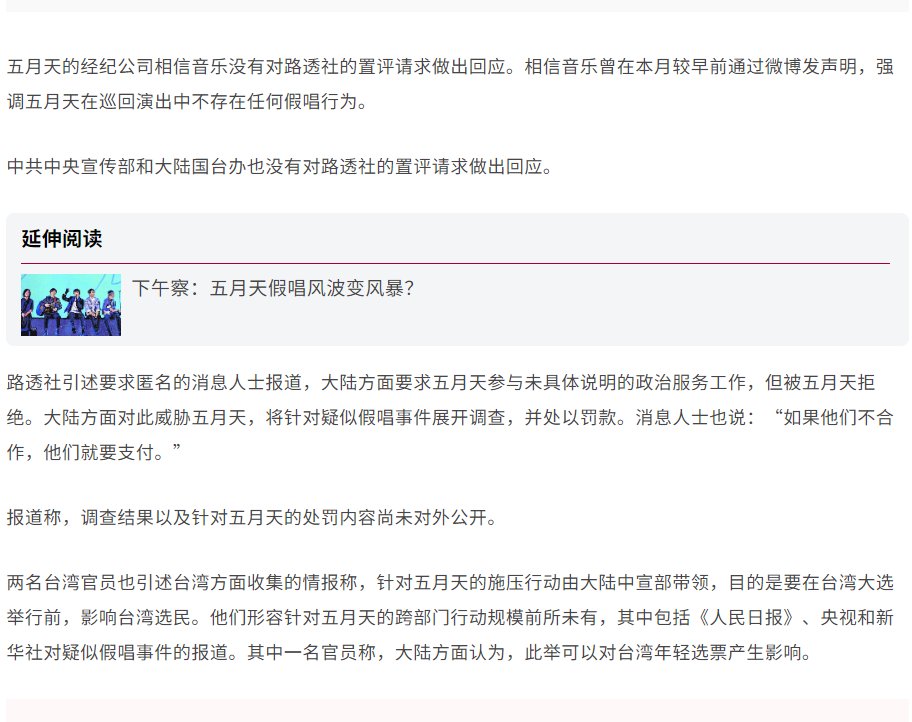 五月天的经纪公司相信音乐没有对路透社的置评请求做出回应。相信音乐曾在本月较早前通过微博发声明，强
调五月天在巡回演出中不存在任何假唱行为。
中共中央宣传部和大陆国台办也没有对路透社的置评请求做出回应。
延伸阅读
下午察：五月天假唱风波变风暴？
路透社引述要求匿名的消息人士报道，大陆方面要求五月天参与未具体说明的政治服务工作，但被五月天拒
绝。大陆方面对此威胁五月天，将针对疑似假唱事件展开调查，并处以罚款。消息人士也说：“如果他们不合
作，他们就要支付。”
报道称，调查结果以及针对五月天的处罚内容尚未对外公开。
两名台湾官员也引述台湾方面收集的情报称，针对五月天的施压行动由大陆中宣部带领，目的是要在台湾大选
举行前，影响台湾选民。他们形容针对五月天的跨部门行动规模前所未有，其中包括《人民日报》、央视和新
华社对疑似假唱事件的报道。其中一名官员称，大陆方面认为，此举可以对台湾年轻选票产生影响。